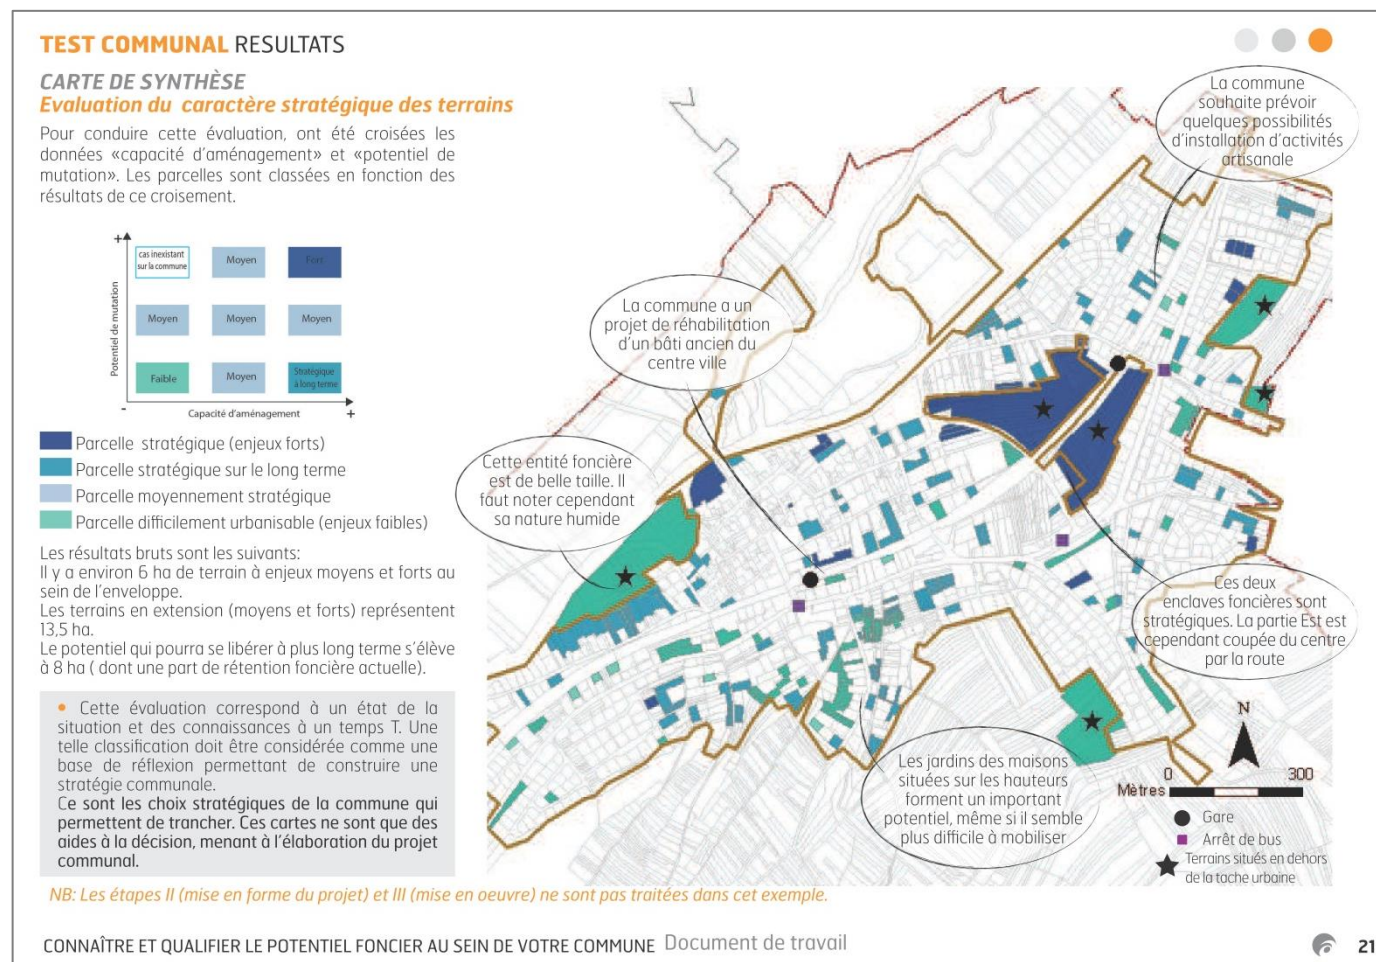 TEST COMMUNAL RESULTATS
CARTE DE SYNTHÈSE
Evaluation du caractère stratégique des terrains
Pour conduire cette évaluation, ont été croisées les
données «capacité d'aménagement» et «potentiel de
mutation». Les parcelles sont classées en fonction des
résultats de ce croisement.
+
Potentiel de mutation
cas inexistant
sur la commune
Moyen
Fort
Moyen
Moyen
Moyen
Faible
Moyen
Stratégique
à long terme
-
Capacité d'aménagement
+
Parcelle stratégique (enjeux forts)
Parcelle stratégique sur le long terme
Parcelle moyennement stratégique
Parcelle difficilement urbanisable (enjeux faibles)
Les résultats bruts sont les suivants:
Il y a environ 6 ha de terrain à enjeux moyens et forts au
sein de l'enveloppe.
Les terrains en extension (moyens et forts) représentent
13,5 ha.
Le potentiel qui pourra se libérer à plus long terme s'élève
à 8 ha ( dont une part de rétention foncière actuelle).
• Cette évaluation correspond à un état de la
situation et des connaissances à un temps T. Une
telle classification doit être considérée comme une
base de réflexion permettant de construire une
stratégie communale.
Ce sont les choix stratégiques de la commune qui
permettent de trancher. Ces cartes ne sont que des
aides à la décision, menant à l'élaboration du projet
communal.
La commune
souhaite prévoir
quelques possibilités
d'installation d'activités
artisanale
La commune a un
projet de réhabilitation
d'un bâti ancien du
centre ville
Cette entité foncière
est de belle taille. Il
faut noter cependant
sa nature humide
Ces deux
enclaves foncières sont
stratégiques. La partie Est est
cependant coupée du centre
par la route
Les jardins des maisons
situées sur les hauteurs
forment un important
potentiel, même si il semble
plus difficile à mobiliser
N
0 300
Mètres
Gare
Arrêt de bus
Terrains situés en dehors
de la tache urbaine
NB: Les étapes II (mise en forme du projet) et III (mise en oeuvre) ne sont pas traitées dans cet exemple.
CONNAÎTRE ET QUALIFIER LE POTENTIEL FONCIER AU SEIN DE VOTRE COMMUNE Document de travail
21